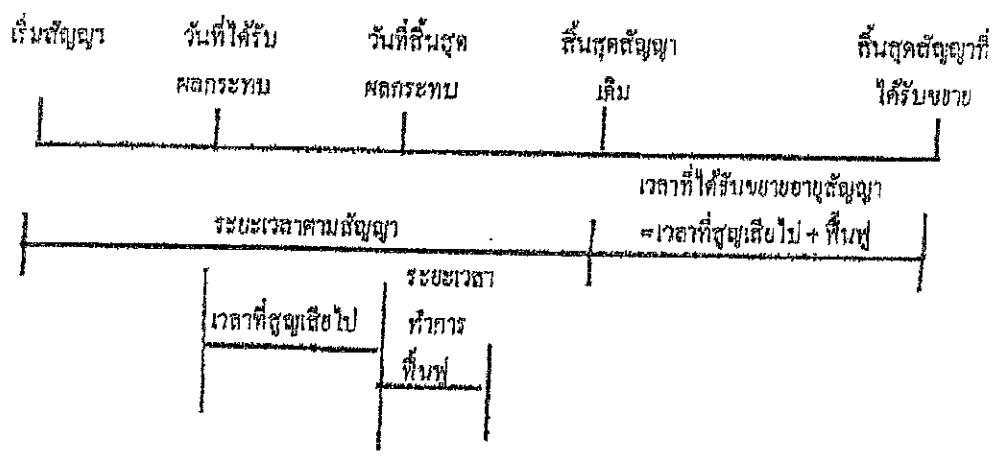 เริ่มสัญญา
วันที่ได้รับ
ผลกระทบ
วันที่สิ้นสุด
ผลกระทบ
สิ้นสุดสัญญา
เดิม
สิ้นสุดสัญญาที่
ได้รับขยาย
ระยะเวลาตามสัญญา
เวลาที่ได้รับขยายอายุสัญญา
=เวลาที่สูญเสียไป + ฟื้นฟู
เวลาที่สูญเสียไป
ระยะเวลา
ทำการ
ฟื้นฟู